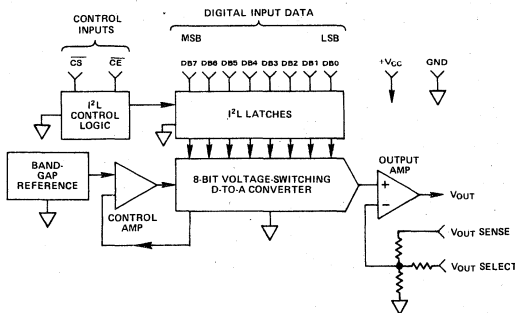 CONTROL
INPUTS
DIGITAL INPUT DATA
MSB
LSB
CS CE
DB7 DB6 DB5 DB4 DB3 DB2 DB1 DB0
+VCC
GND
I²L
CONTROL
LOGIC
I²L LATCHES
BAND-
GAP
REFERENCE
CONTROL
AMP
8-BIT VOLTAGE-SWITCHING
D-TO-A CONVERTER
OUTPUT
AMP
+
−
VOUT
VOUT SENSE
VOUT SELECT